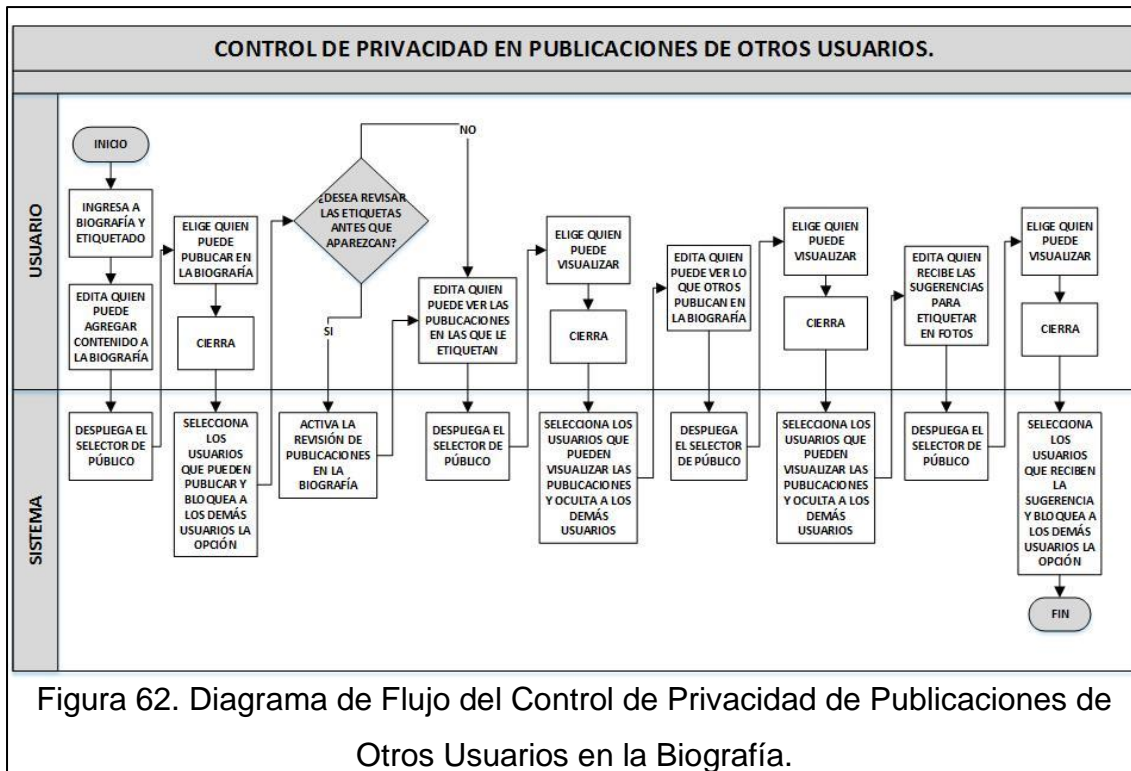 CONTROL DE PRIVACIDAD EN PUBLICACIONES DE OTROS USUARIOS.
USUARIO
INICIO
INGRESA A
BIOGRAFÍA Y
ETIQUETADO
EDITA QUIEN
PUEDE
AGREGAR
CONTENIDO A
LA BIOGRAFÍA
ELIGE QUIEN
PUEDE
PUBLICAR EN
LA BIOGRAFÍA
CIERRA
¿DESEA REVISAR
LAS ETIQUETAS
ANTES QUE
APAREZCAN?
NO
SI
EDITA QUIEN
PUEDE VER LAS
PUBLICACIONES
EN LAS QUE LE
ETIQUETAN
ELIGE QUIEN
PUEDE
VISUALIZAR
CIERRA
EDITA QUIEN
PUEDE VER LO
QUE OTROS
PUBLICAN EN
LA BIOGRAFÍA
ELIGE QUIEN
PUEDE
VISUALIZAR
CIERRA
EDITA QUIEN
RECIBE LAS
SUGERENCIAS
PARA
ETIQUETAR
EN FOTOS
ELIGE QUIEN
PUEDE
VISUALIZAR
CIERRA
SISTEMA
DESPLIEGA EL
SELECTOR DE
PÚBLICO
SELECCIONA
LOS
USUARIOS
QUE PUEDEN
PUBLICAR Y
BLOQUEA A
LOS DEMÁS
USUARIOS LA
OPCIÓN
ACTIVA LA
REVISIÓN DE
PUBLICACIONES
EN LA
BIOGRAFÍA
DESPLIEGA EL
SELECTOR DE
PÚBLICO
SELECCIONA LOS
USUARIOS QUE
PUEDEN
VISUALIZAR LAS
PUBLICACIONES
Y OCULTA A LOS
DEMÁS
USUARIOS
DESPLIEGA
EL SELECTOR
DE PÚBLICO
SELECCIONA LOS
USUARIOS QUE
PUEDEN
VISUALIZAR LAS
PUBLICACIONES
Y OCULTA A LOS
DEMÁS
USUARIOS
DESPLIEGA EL
SELECTOR DE
PÚBLICO
SELECCIONA
LOS
USUARIOS
QUE RECIBEN
LA
SUGERENCIA
Y BLOQUEA A
LOS DEMÁS
USUARIOS LA
OPCIÓN
FIN
Figura 62. Diagrama de Flujo del Control de Privacidad de Publicaciones de
Otros Usuarios en la Biografía.